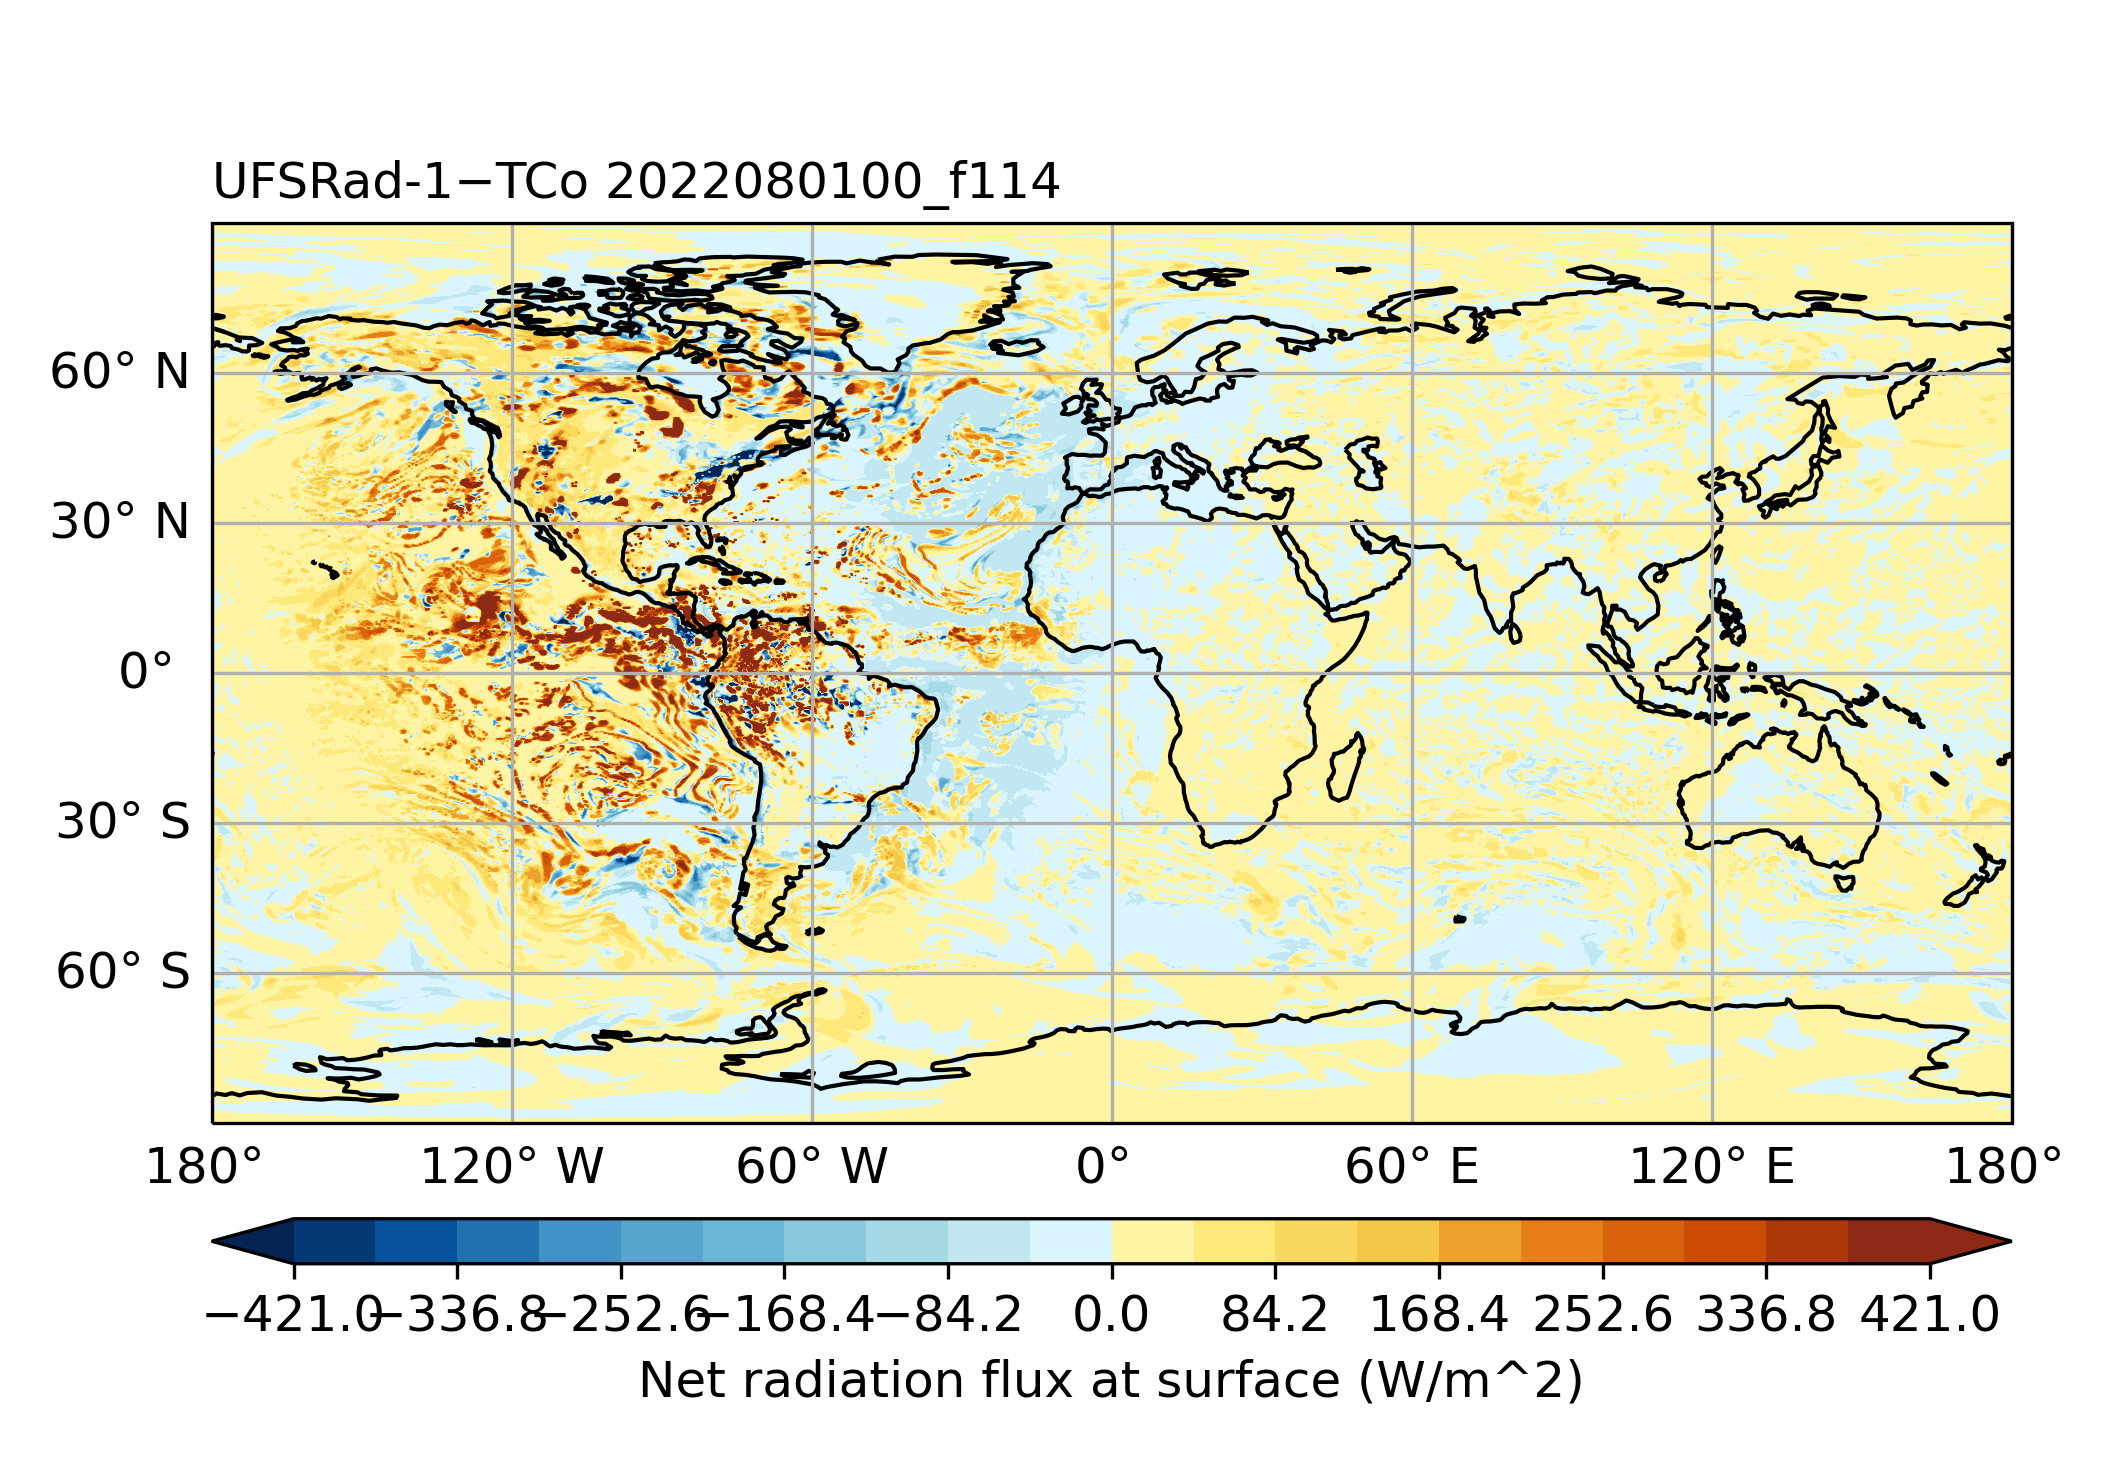 UFSRad-1−TCo 2022080100_f114
60° N
30° N
0°
30° S
60° S
180° 120° W 60° W 0° 60° E 120° E 180°
−421.0 −336.8 −252.6 −168.4 −84.2 0.0 84.2 168.4 252.6 336.8 421.0
Net radiation flux at surface (W/m^2)